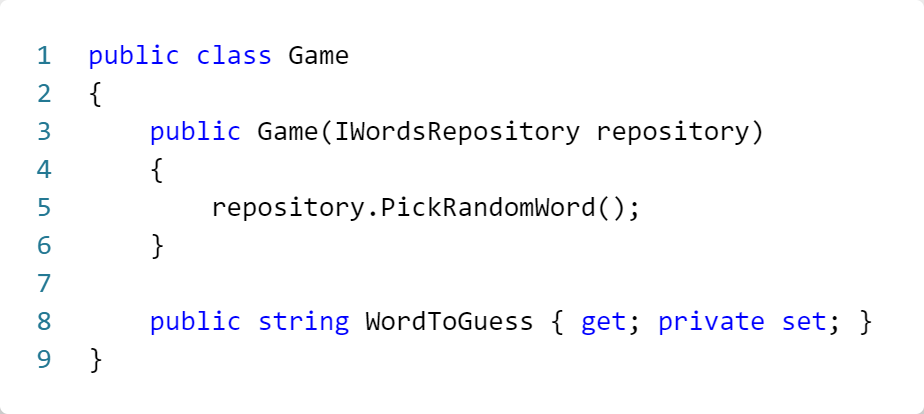 1 public class Game
2 {
3     public Game(IWordsRepository repository)
4     {
5         repository.PickRandomWord();
6     }
7
8     public string WordToGuess { get; private set; }
9 }